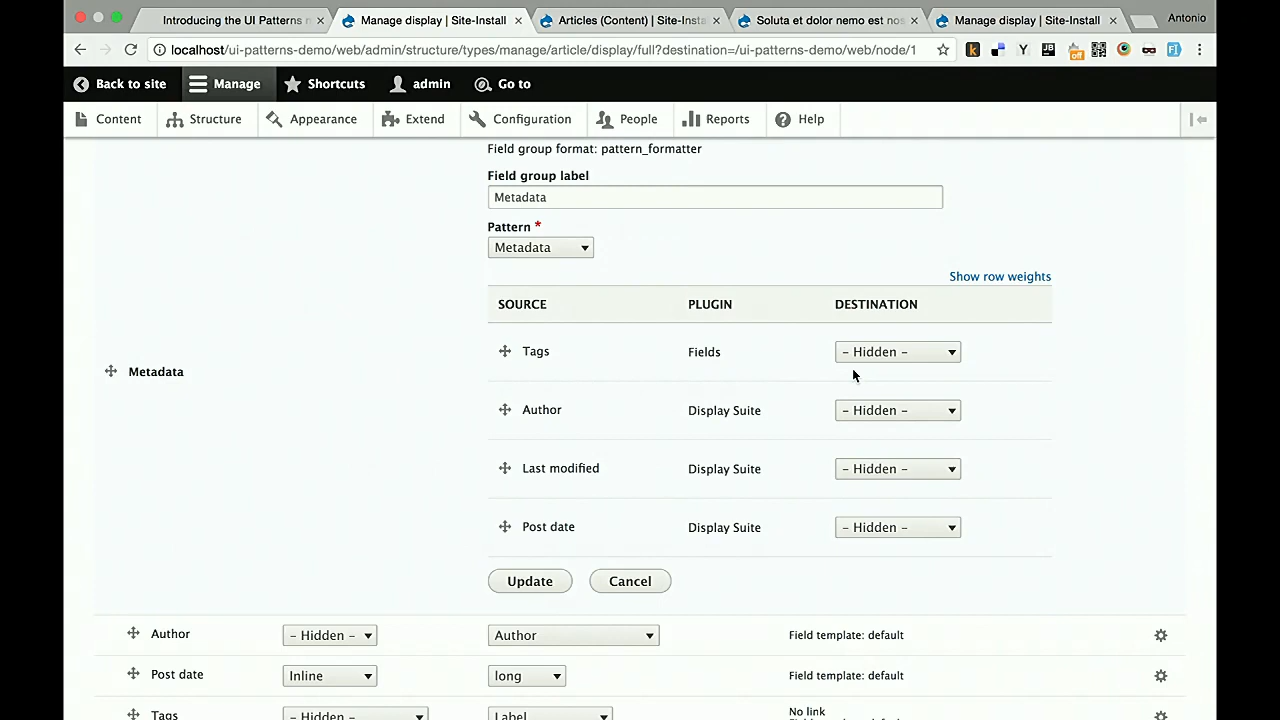 Introducing the UI Patterns n
Manage display | Site-Install
Articles (Content) | Site-Insta
Soluta et dolor nemo est nos
Manage display | Site-Install
Antonio
localhost/ui-patterns-demo/web/admin/structure/types/manage/article/display/full?destination=/ui-patterns-demo/web/node/1
Back to site Manage Shortcuts admin Go to
Content Structure Appearance Extend Configuration People Reports Help
Field group format: pattern_formatter
Field group label
Metadata
Pattern *
Metadata
Show row weights
SOURCE PLUGIN DESTINATION
Tags Fields - Hidden -
Metadata
Author Display Suite - Hidden -
Last modified Display Suite - Hidden -
Post date Display Suite - Hidden -
Update Cancel
Author - Hidden - Author Field template: default
Post date Inline long Field template: default
Tags - Hidden - Label No link